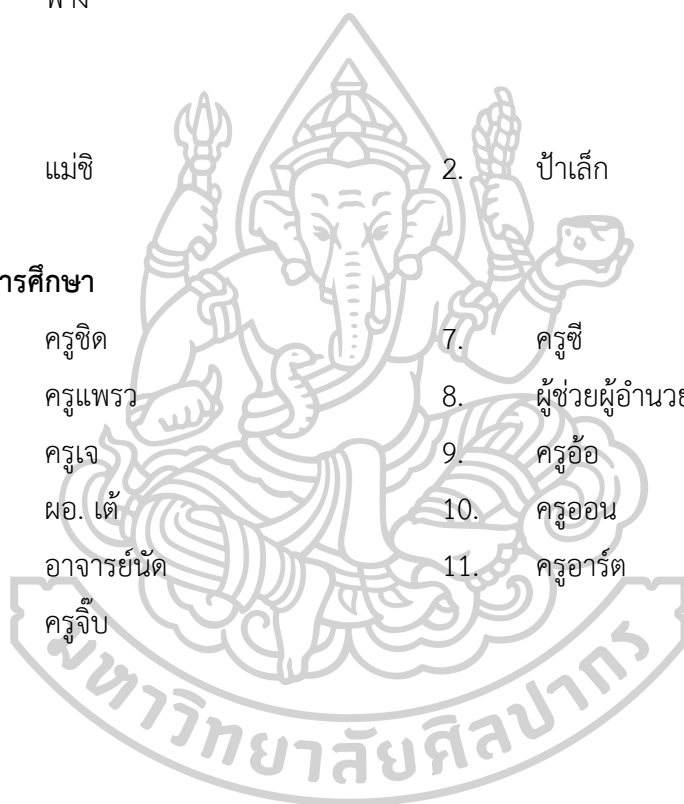 แม่ชิ 2. ป้าเล็ก
ารศึกษา
ครูชิด 7. ครูซี
ครูแพรว 8. ผู้ช่วยผู้อำนวย
ครูเจ 9. ครูอ้อ
ผอ. เต้ 10. ครูออน
อาจารย์นัด 11. ครูอาร์ต
ครูจิ๊บ
มหาวิทยาลัยศิลปากร